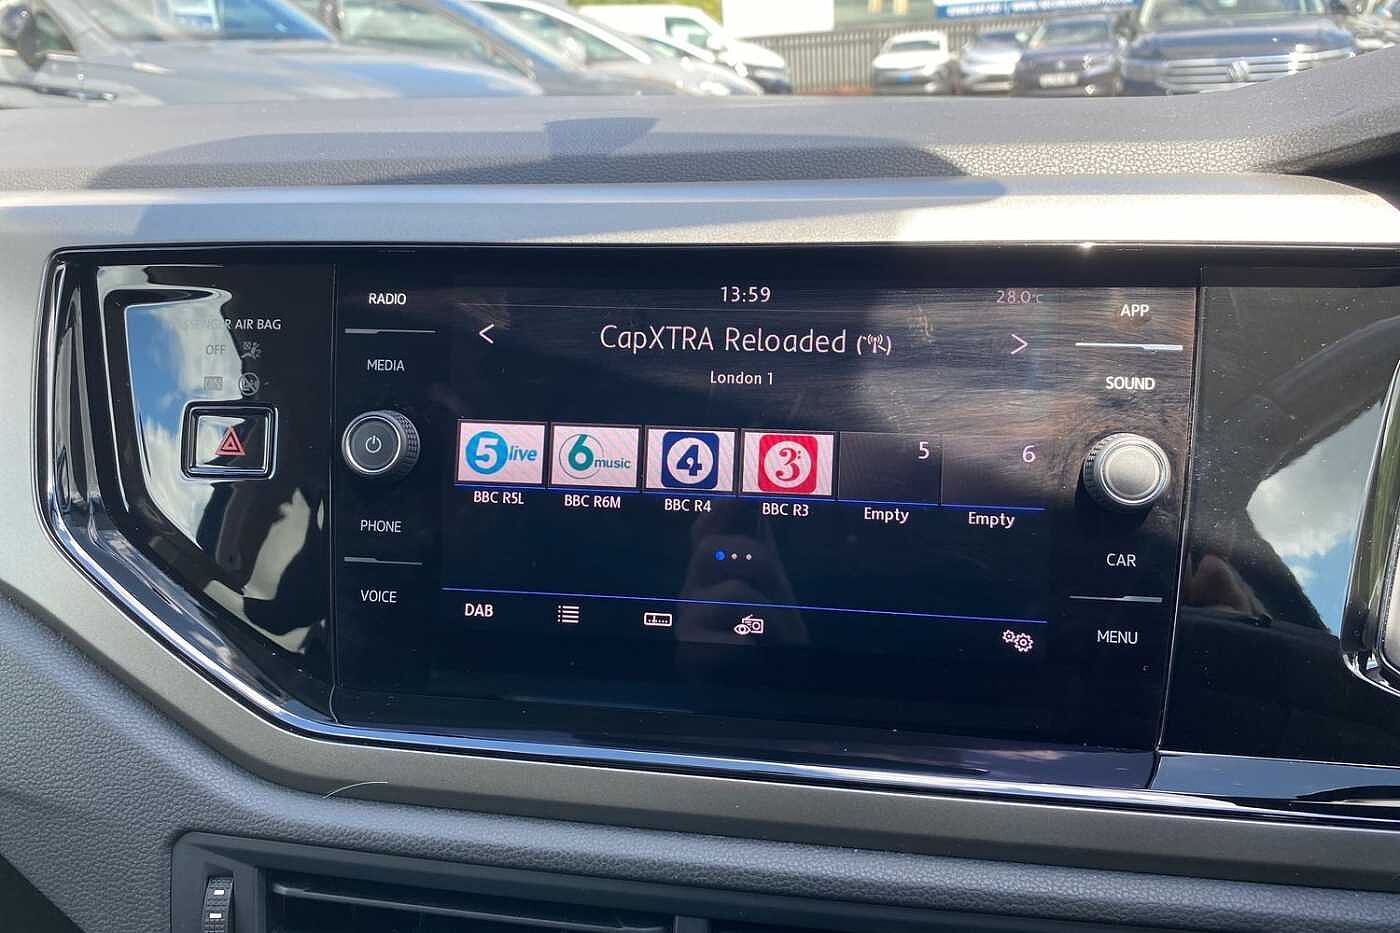 13:59
28.0°C
RADIO
APP
PASSENGER AIR BAG
OFF
CapXTRA Reloaded
London 1
MEDIA
SOUND
5 live
6 music
4
3
5
6
BBC R5L
BBC R6M
BBC R4
BBC R3
Empty
Empty
PHONE
CAR
VOICE
DAB
MENU